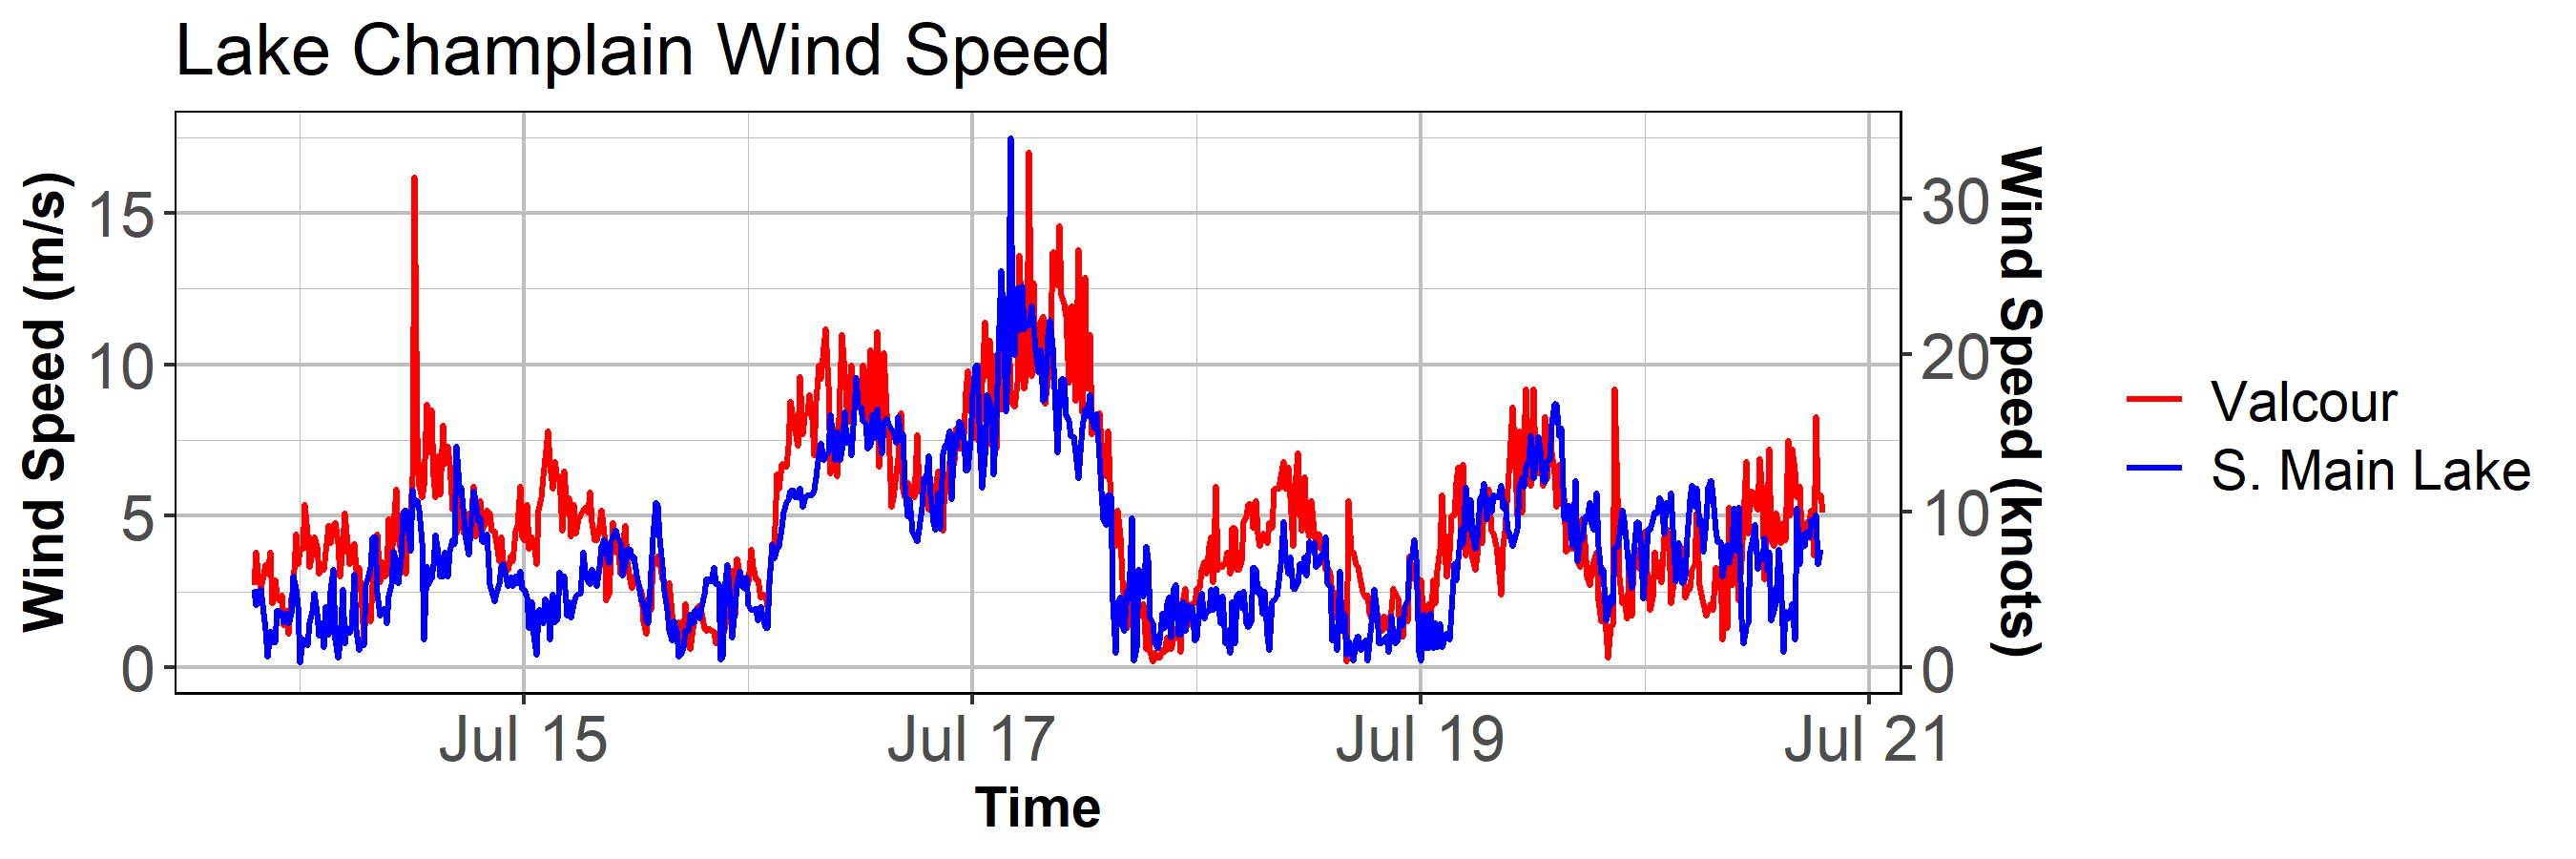 Lake Champlain Wind Speed
Wind Speed (m/s)
15
10
5
0
30
20
10
0
Wind Speed (knots)
Jul 15
Jul 17
Jul 19
Jul 21
Time
Valcour
S. Main Lake